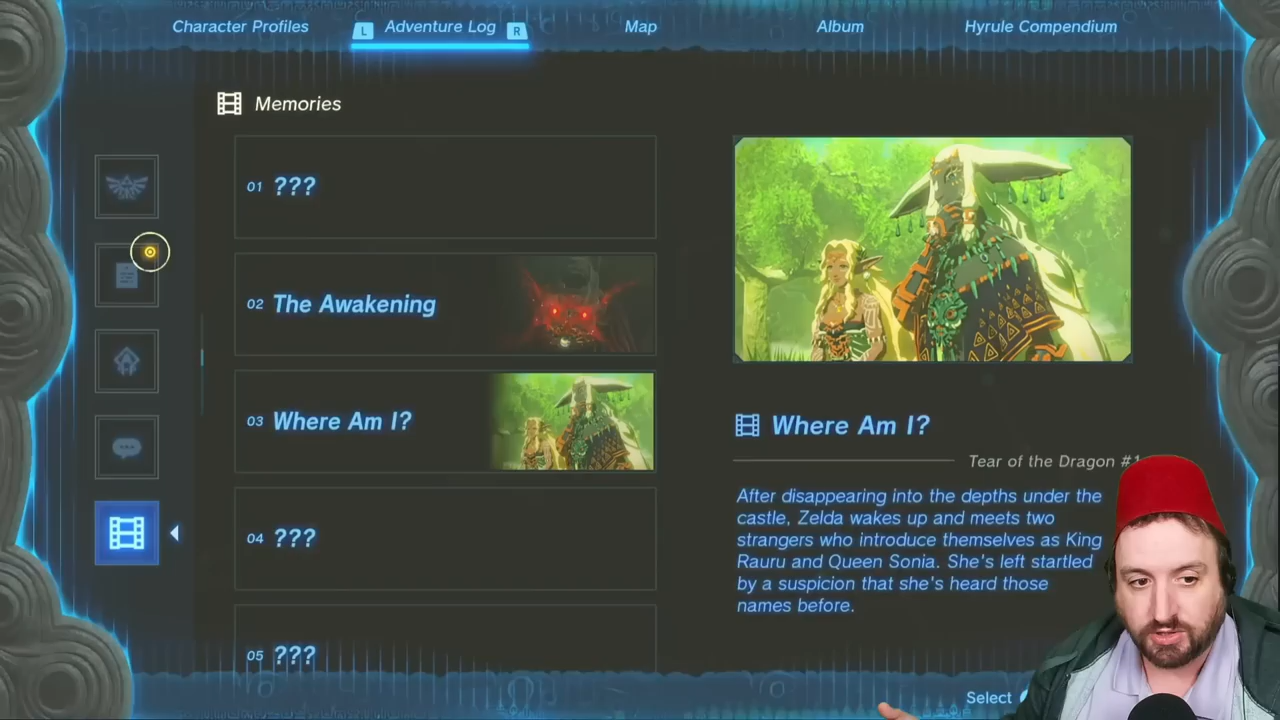 Character Profiles
L Adventure Log R
Map
Album
Hyrule Compendium
Memories
01 ???
02 The Awakening
03 Where Am I?
04 ???
05 ???
Where Am I?
Tear of the Dragon #1
After disappearing into the depths under the
castle, Zelda wakes up and meets two
strangers who introduce themselves as King
Rauru and Queen Sonia. She's left startled
by a suspicion that she's heard those
names before.
Select